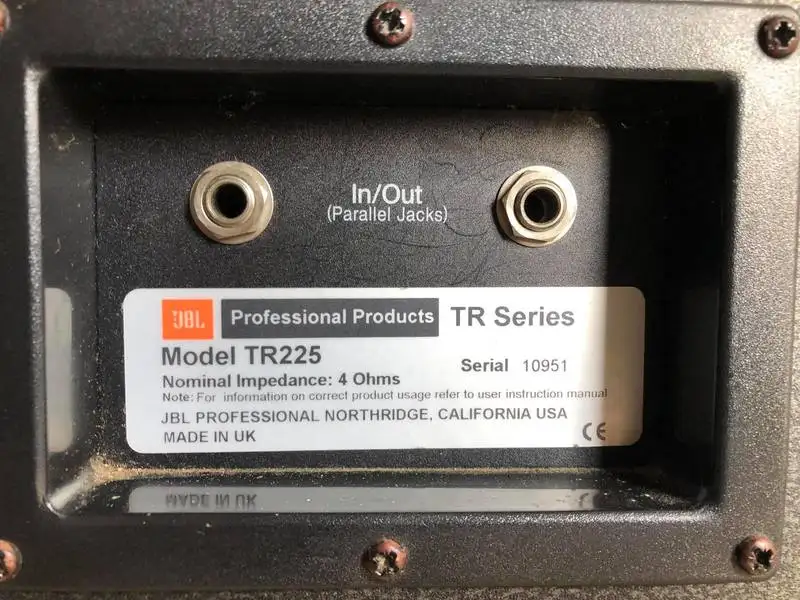 In/Out
(Parallel Jacks)
JBL Professional Products TR Series
Model TR225
Serial 10951
Nominal Impedance: 4 Ohms
Note: For information on correct product usage refer to user instruction manual
JBL PROFESSIONAL NORTHRIDGE, CALIFORNIA USA
MADE IN UK
CE